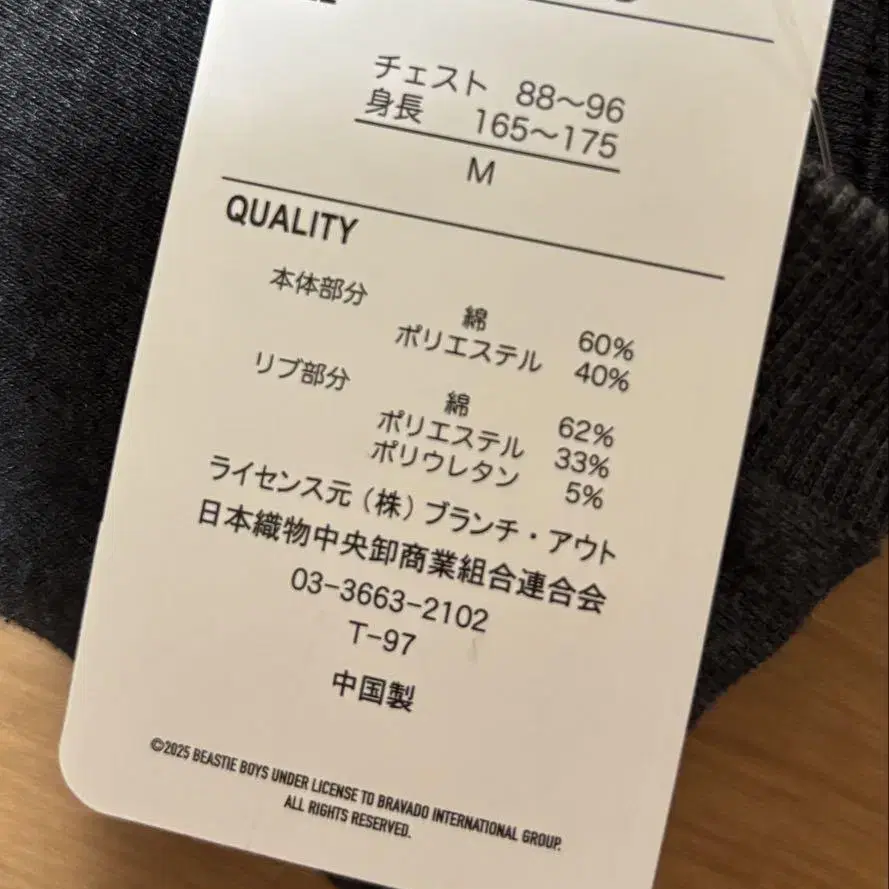 チェスト 88～96
身長 165～175
M
QUALITY
本体部分
綿 60%
ポリエステル 40%
リブ部分
綿 62%
ポリエステル 33%
ポリウレタン 5%
ライセンス元（株）ブランチ・アウト
日本織物中央卸商業組合連合会
03-3663-2102
T-97
中国製
©2025 BEASTIE BOYS UNDER LICENSE TO BRAVADO INTERNATIONAL GROUP.
ALL RIGHTS RESERVED.